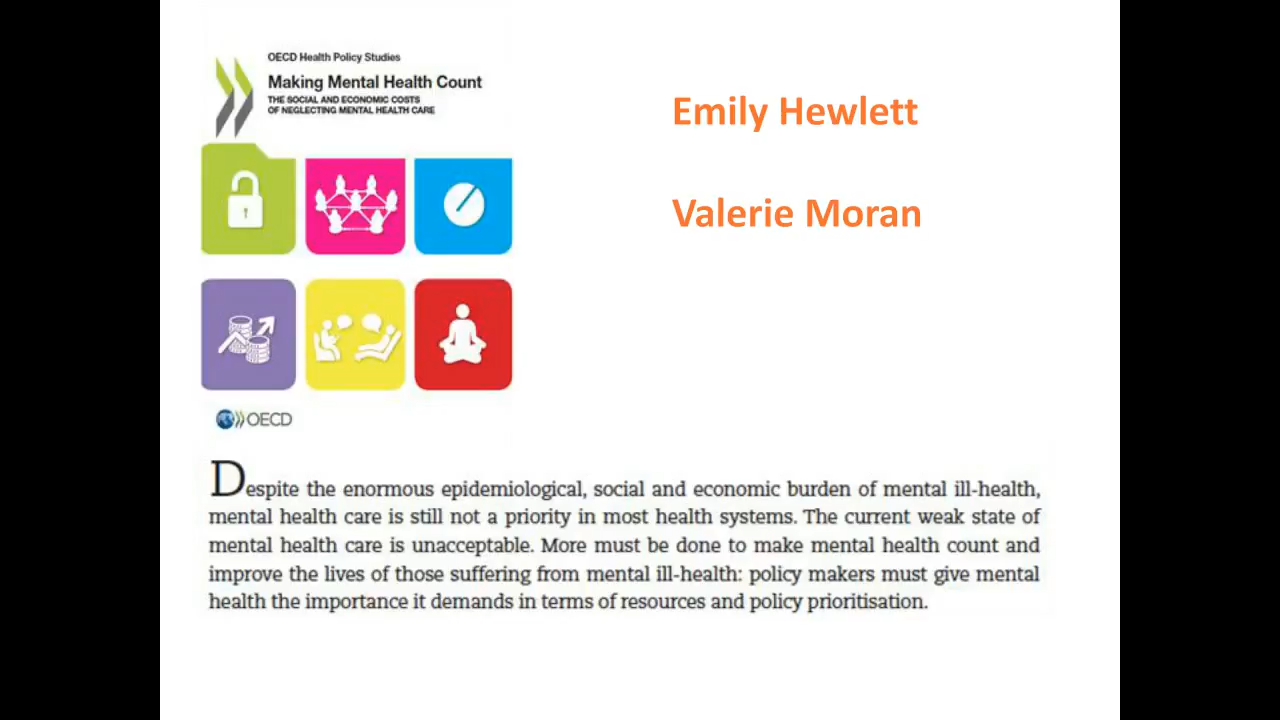 OECD Health Policy Studies
Making Mental Health Count
THE SOCIAL AND ECONOMIC COSTS
OF NEGLECTING MENTAL HEALTH CARE
Emily Hewlett
Valerie Moran
OECD
Despite the enormous epidemiological, social and economic burden of mental ill-health,
mental health care is still not a priority in most health systems. The current weak state of
mental health care is unacceptable. More must be done to make mental health count and
improve the lives of those suffering from mental ill-health: policy makers must give mental
health the importance it demands in terms of resources and policy prioritisation.